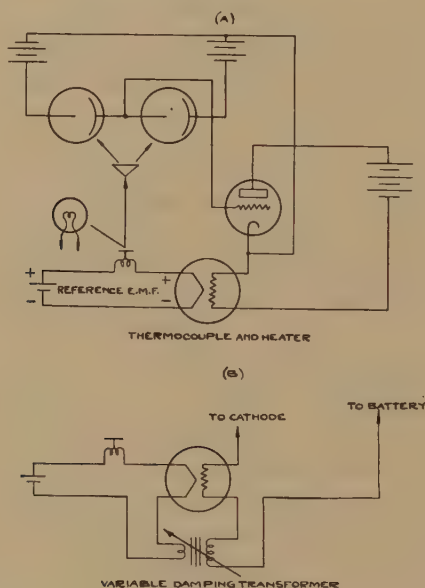 (A)
+
+
REFERENCE E.M.F.
-
-
THERMOCOUPLE AND HEATER
(B)
TO CATHODE
TO BATTERY
VARIABLE DAMPING TRANSFORMER